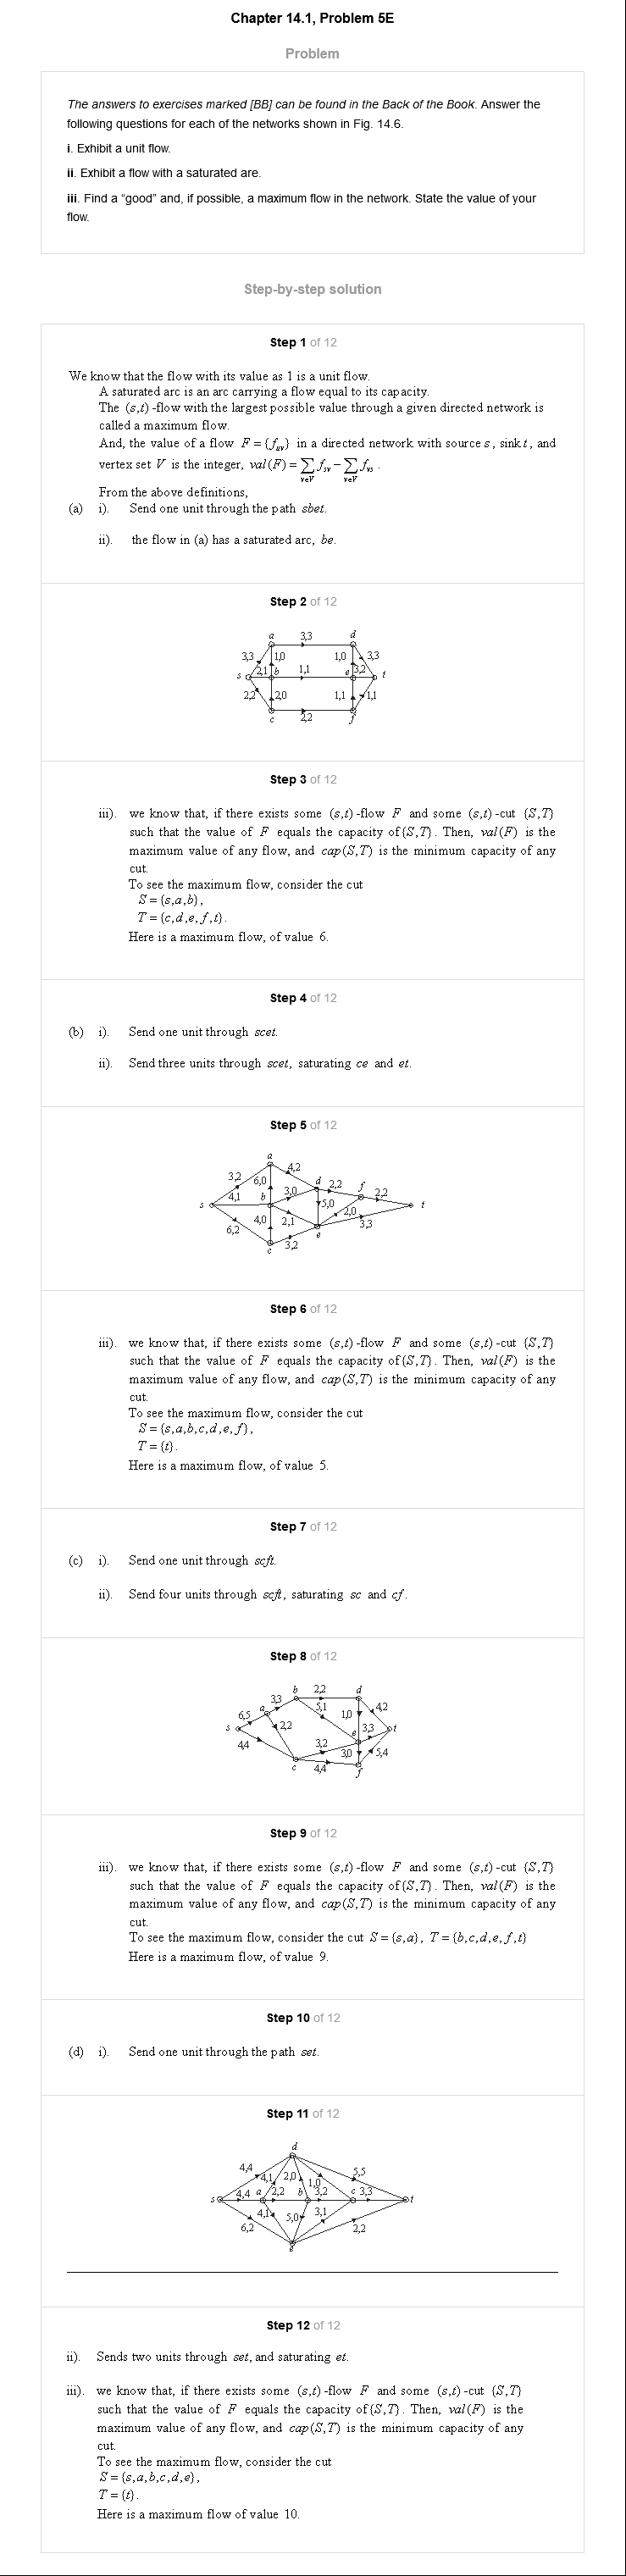 Chapter 14.1, Problem 5E
Problem
The answers to exercises marked [BB] can be found in the Back of the Book. Answer the
following questions for each of the networks shown in Fig. 14.6.
i. Exhibit a unit flow.
ii. Exhibit a flow with a saturated are.
iii. Find a “good” and, if possible, a maximum flow in the network. State the value of your
flow.
Step-by-step solution
Step 1 of 12
We know that the flow with its value as 1 is a unit flow.
A saturated arc is an arc carrying a flow equal to its capacity.
The (s,t) -flow with the largest possible value through a given directed network is
called a maximum flow.
And, the value of a flow F = {f_uv} in a directed network with source s, sink t, and
vertex set V is the integer, val(F) = ∑_{v∈V} f_sv − ∑_{v∈V} f_vs .
From the above definitions,
(a) i). Send one unit through the path sbet.
ii). the flow in (a) has a saturated arc, be.
Step 2 of 12
a 3,3 d
3,3 1,0 1,0 3,3
s 2,1 b 1,1 e 3,2 t
2,2 2,0 1,1 1,1
c 2,2 f
Step 3 of 12
iii). we know that, if there exists some (s,t) -flow F and some (s,t) -cut {S,T}
such that the value of F equals the capacity of {S,T}. Then, val(F) is the
maximum value of any flow, and cap(S,T) is the minimum capacity of any
cut.
To see the maximum flow, consider the cut
S = {s,a,b},
T = {c,d,e,f,t}.
Here is a maximum flow, of value 6.
Step 4 of 12
(b) i). Send one unit through scet.
ii). Send three units through scet, saturating ce and et.
Step 5 of 12
a
3,2 6,0 4,2
4,1 b 3,0 d 2,2 f 2,2
s 5,0 t
6,2 4,0 2,1 2,0 3,3
c 3,2 e
Step 6 of 12
iii). we know that, if there exists some (s,t) -flow F and some (s,t) -cut {S,T}
such that the value of F equals the capacity of {S,T}. Then, val(F) is the
maximum value of any flow, and cap(S,T) is the minimum capacity of any
cut.
To see the maximum flow, consider the cut
S = {s,a,b,c,d,e,f},
T = {t}.
Here is a maximum flow, of value 5.
Step 7 of 12
(c) i). Send one unit through scft.
ii). Send four units through scft, saturating sc and cf.
Step 8 of 12
b 2,2 d
6,5 a 3,3 5,1 1,0 4,2
s 2,2 e 3,3 t
4,4 3,2 3,0 5,4
c 4,4 f
Step 9 of 12
iii). we know that, if there exists some (s,t) -flow F and some (s,t) -cut {S,T}
such that the value of F equals the capacity of {S,T}. Then, val(F) is the
maximum value of any flow, and cap(S,T) is the minimum capacity of any
cut.
To see the maximum flow, consider the cut S = {s,a}, T = {b,c,d,e,f,t}
Here is a maximum flow, of value 9.
Step 10 of 12
(d) i). Send one unit through the path set.
Step 11 of 12
d
4,4 4,1 2,0 1,0 5,5
s 4,4 a 2,2 b 3,2 c 3,3 t
6,2 4,1 5,0 3,1 2,2
e
Step 12 of 12
ii). Sends two units through set, and saturating et.
iii). we know that, if there exists some (s,t) -flow F and some (s,t) -cut {S,T}
such that the value of F equals the capacity of {S,T}. Then, val(F) is the
maximum value of any flow, and cap(S,T) is the minimum capacity of any
cut.
To see the maximum flow, consider the cut
S = {s,a,b,c,d,e},
T = {t}.
Here is a maximum flow of value 10.